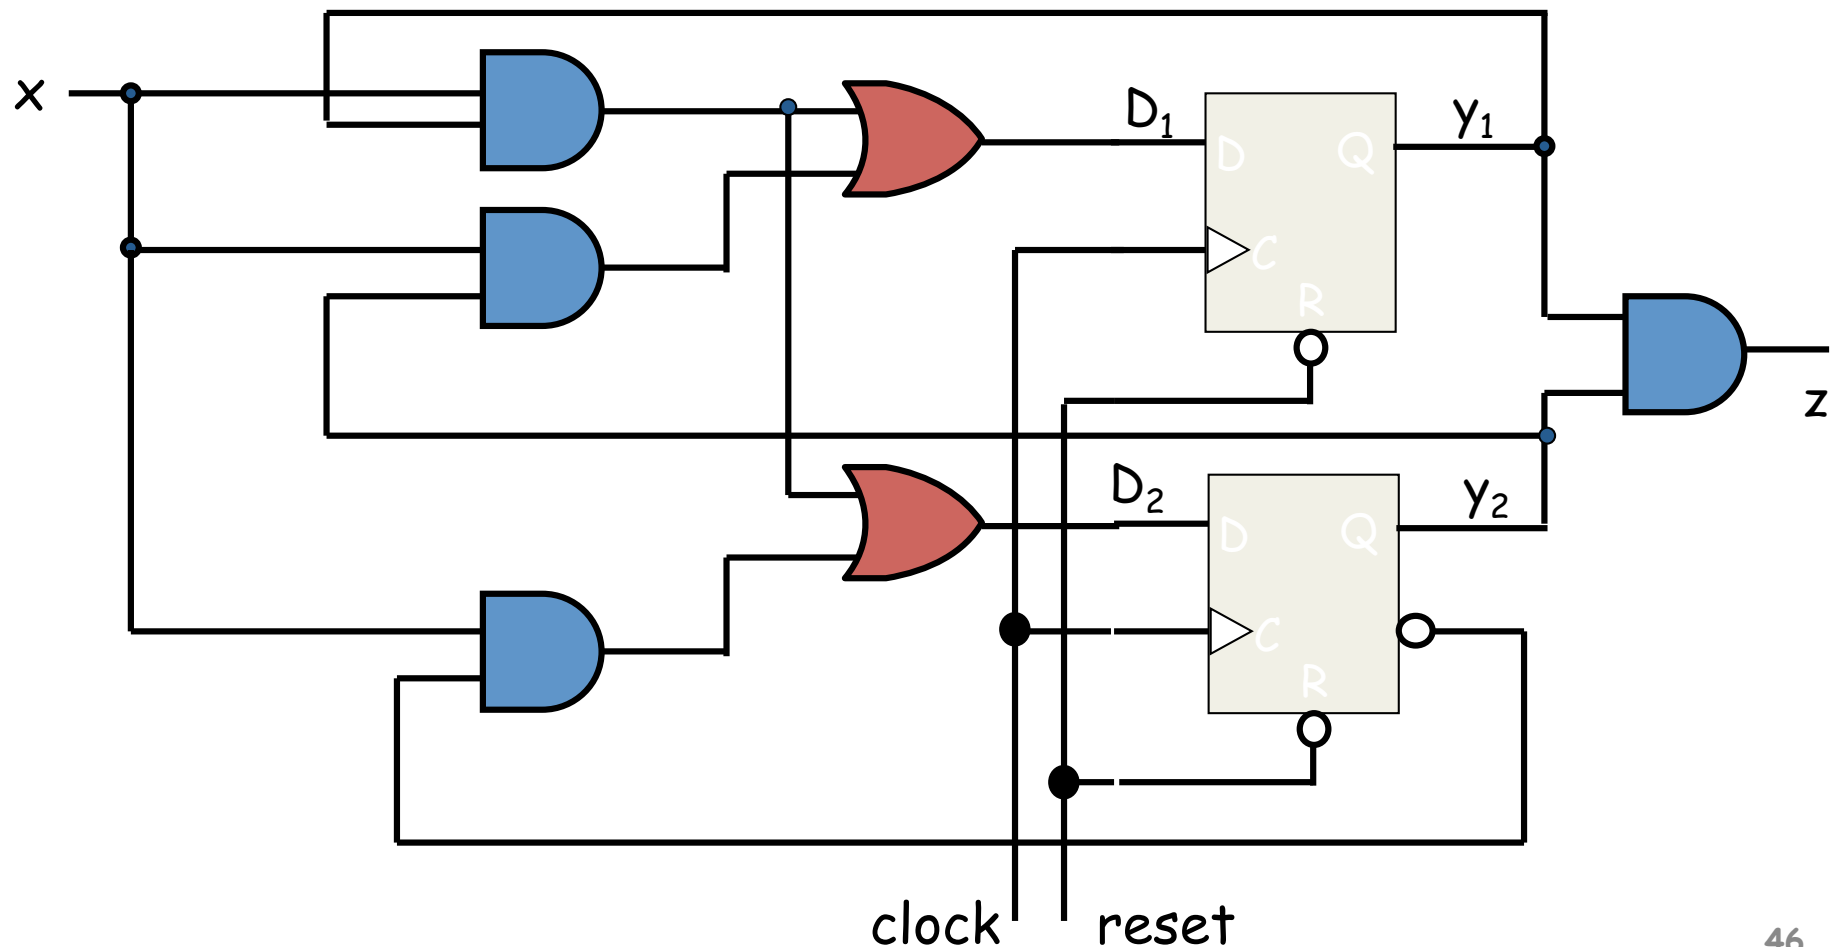 x
D₁
y₁
D Q
C
R
z
D₂
y₂
D Q
C
R
clock reset
46